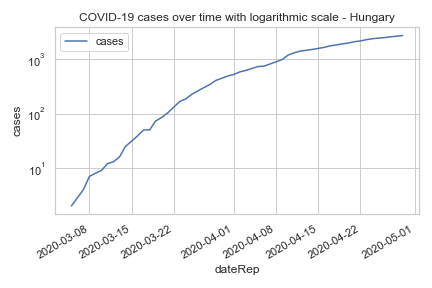 COVID-19 cases over time with logarithmic scale - Hungary
cases
10³
10²
10¹
cases
2020-03-08
2020-03-15
2020-03-22
2020-04-01
2020-04-08
2020-04-15
2020-04-22
2020-05-01
dateRep